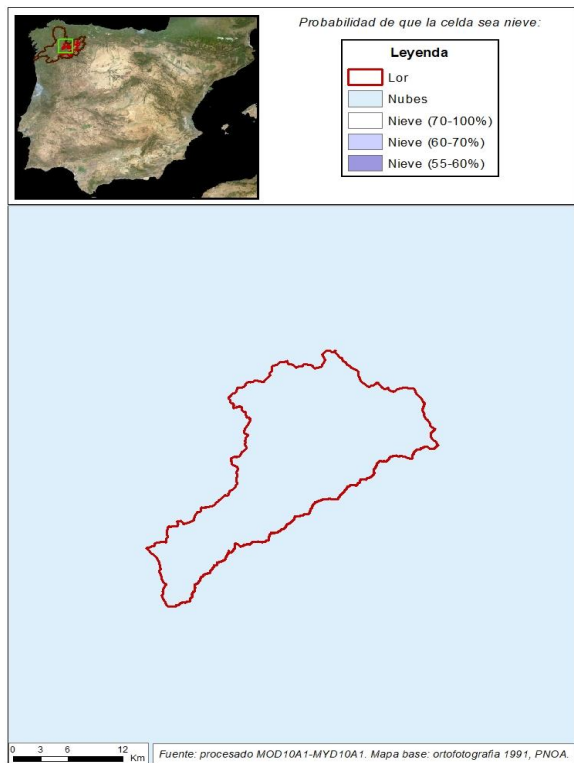 Probabilidad de que la celda sea nieve:
Leyenda
Lor
Nubes
Nieve (70-100%)
Nieve (60-70%)
Nieve (55-60%)
0 3 6 12
Km
Fuente: procesado MOD10A1-MYD10A1. Mapa base: ortofotografia 1991, PNOA.